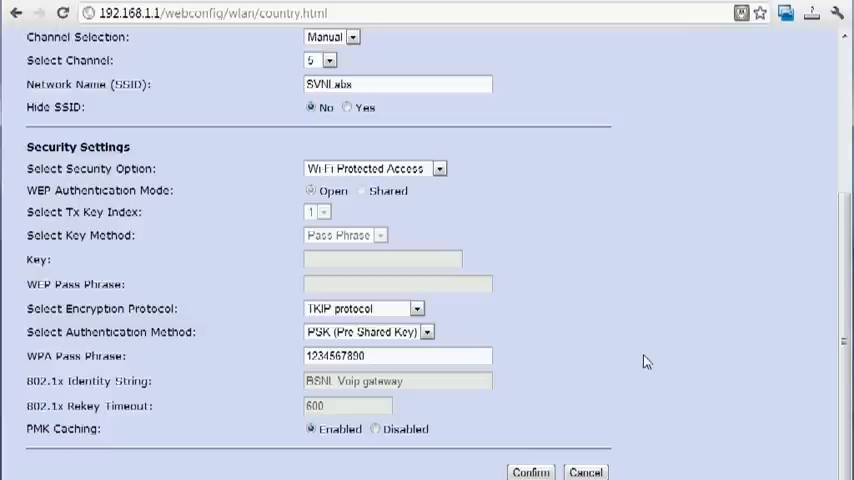 192.168.1.1/webconfig/wlan/country.html
Channel Selection: Manual
Select Channel: 5
Network Name (SSID): SVNLabs
Hide SSID: No Yes
Security Settings
Select Security Option: Wi-Fi Protected Access
WEP Authentication Mode: Open Shared
Select Tx Key Index: 1
Select Key Method: Pass Phrase
Key:
WEP Pass Phrase:
Select Encryption Protocol: TKIP protocol
Select Authentication Method: PSK (Pre Shared Key)
WPA Pass Phrase: 1234567890
802.1x Identity String: BSNL Voip gateway
802.1x Rekey Timeout: 600
PMK Caching: Enabled Disabled
Confirm Cancel